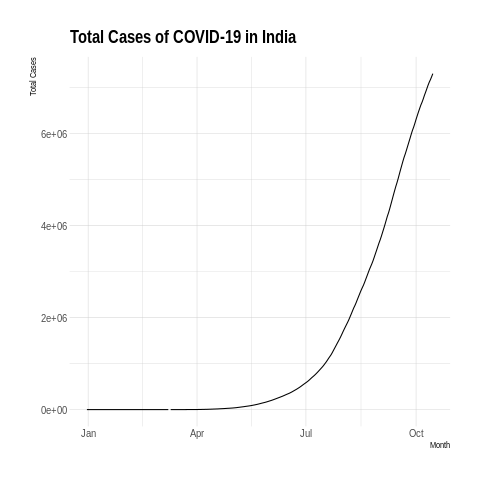 Total Cases of COVID-19 in India
Total Cases
6e+06
4e+06
2e+06
0e+00
Jan Apr Jul Oct
Month